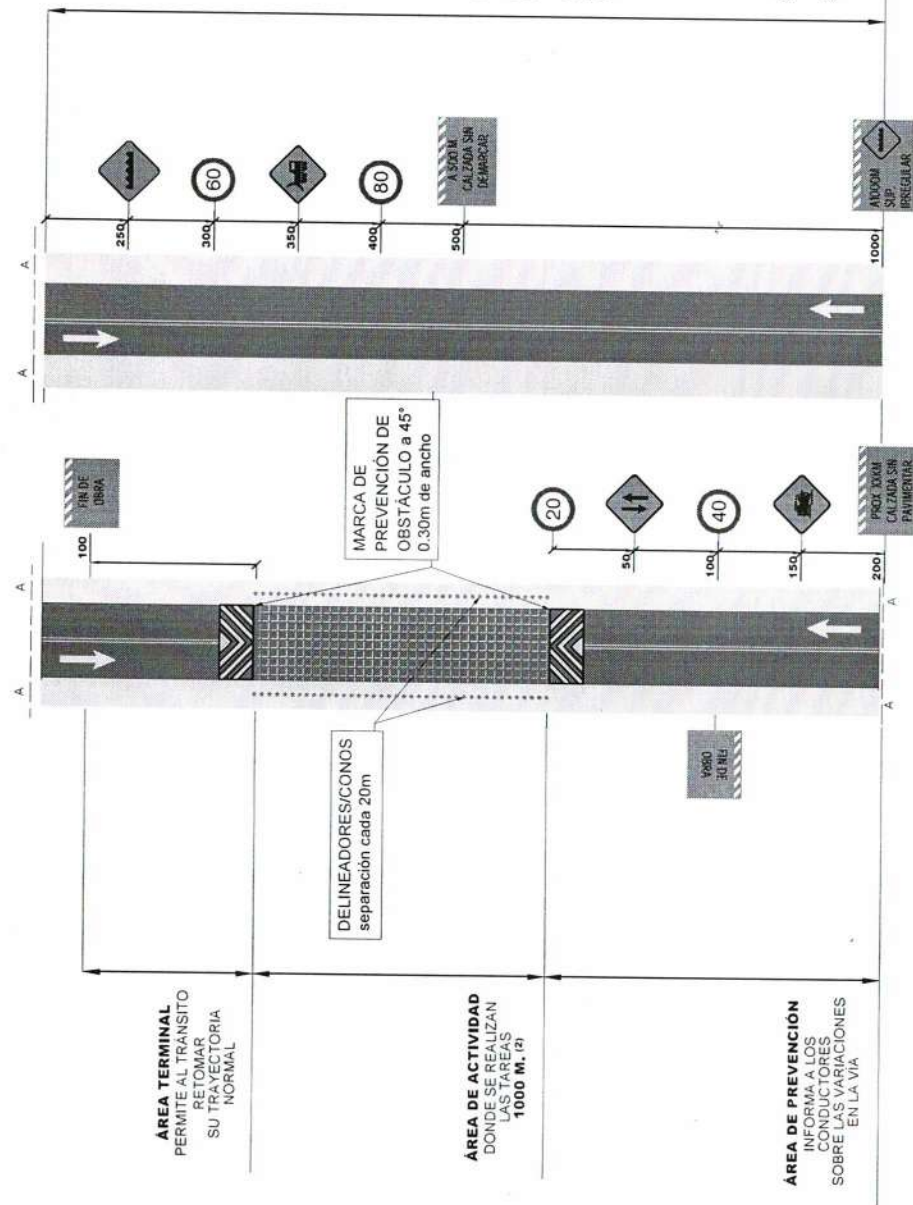 ÁREA TERMINAL
PERMITE AL TRÁNSITO
RETOMAR
SU TRAYECTORIA
NORMAL
ÁREA DE ACTIVIDAD
DONDE SE REALIZAN
LAS TAREAS
1000 M. (2)
ÁREA DE PREVENCIÓN
INFORMA A LOS
CONDUCTORES
SOBRE LAS VARIACIONES
EN LA VÍA
DELINEADORES/CONOS
separación cada 20m
FIN DE
OBRA
A
A
A
A
100
FIN DE
OBRA
MARCA DE
PREVENCIÓN DE
OBSTÁCULO a 45°
0.30m de ancho
20
50
100
40
150
200
PROX XXKM
CALZADA SIN
PAVIMENTAR
A
A
250
300
60
350
400
80
500
A 500 M
CALZADA SIN
DEMARCAR
1000
A1000M
SUP.
IRREGULAR